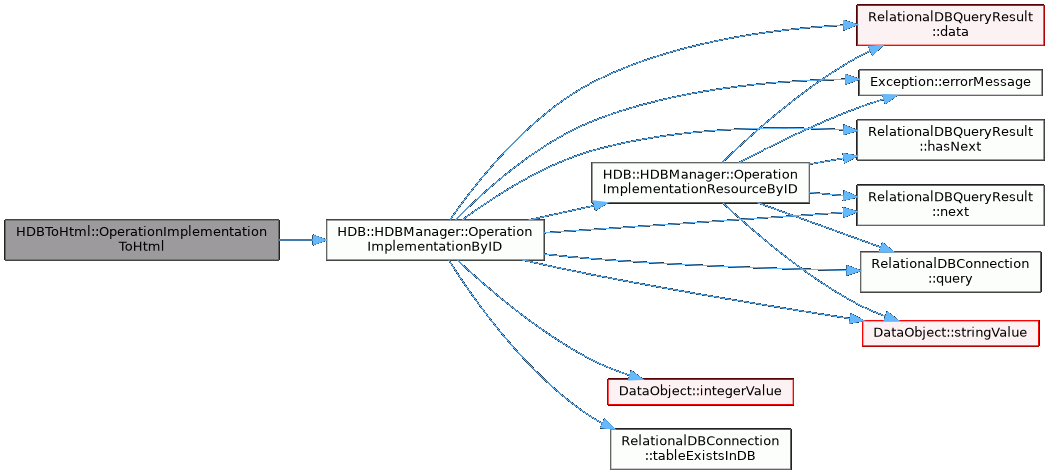 RelationalDBQueryResult
::data
Exception::errorMessage
RelationalDBQueryResult
::hasNext
HDB::HDBManager::Operation
ImplementationResourceByID
RelationalDBQueryResult
::next
HDBToHtml::OperationImplementation
ToHtml
HDB::HDBManager::Operation
ImplementationByID
RelationalDBConnection
::query
DataObject::stringValue
DataObject::integerValue
RelationalDBConnection
::tableExistsInDB